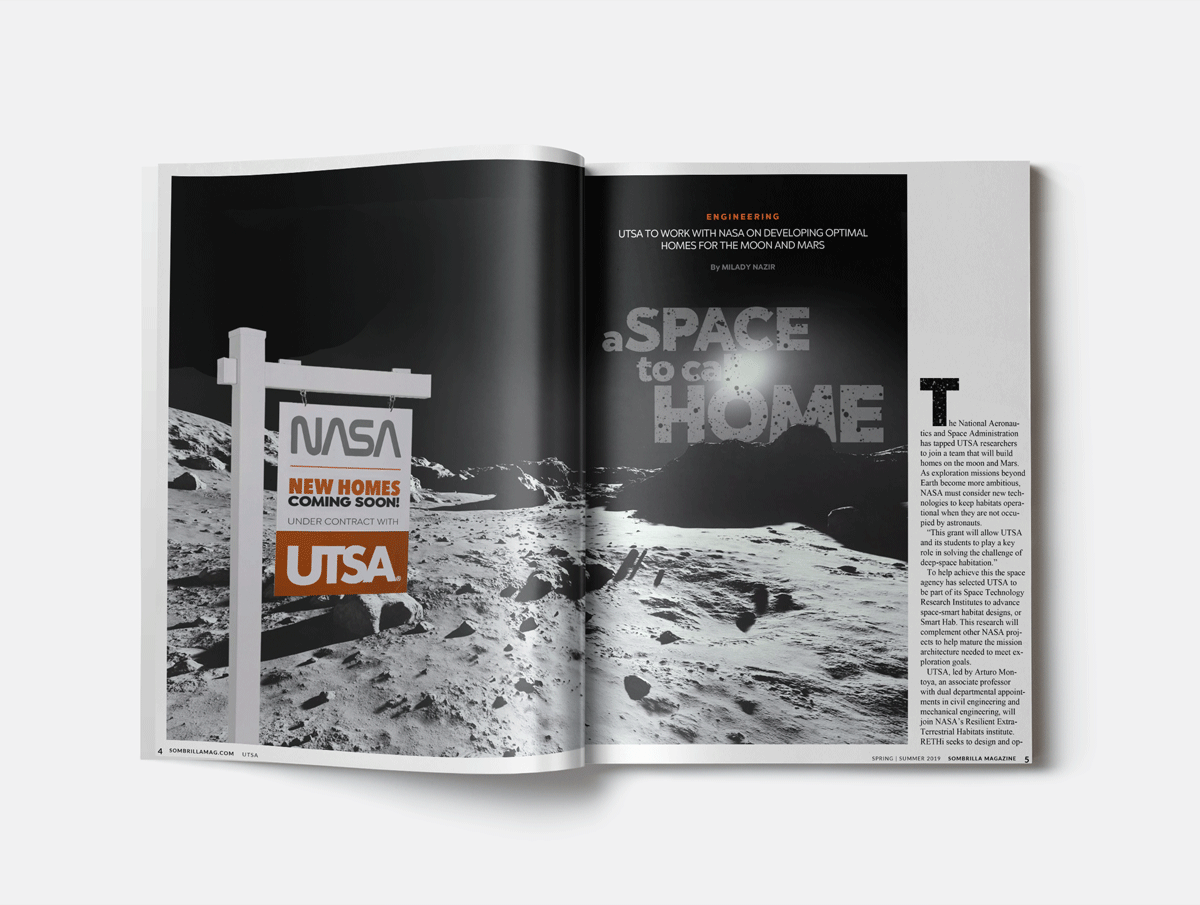 NASA
NEW HOMES
COMING SOON!
UNDER CONTRACT WITH
UTSA®
4 SOMBRILLAMAG.COM UTSA
ENGINEERING
UTSA TO WORK WITH NASA ON DEVELOPING OPTIMAL
HOMES FOR THE MOON AND MARS
By MILADY NAZIR
a SPACE
to call
HOME
The National Aeronau-
tics and Space Administration
has tapped UTSA researchers
to join a team that will build
homes on the moon and Mars.
As exploration missions beyond
Earth become more ambitious,
NASA must consider new tech-
nologies to keep habitats opera-
tional when they are not occu-
pied by astronauts.
"This grant will allow UTSA
and its students to play a key
role in solving the challenge of
deep-space habitation."
To help achieve this the space
agency has selected UTSA to
be part of its Space Technology
Research Institutes to advance
space-smart habitat designs, or
Smart Hab. This research will
complement other NASA proj-
ects to help mature the mission
architecture needed to meet ex-
ploration goals.
UTSA, led by Arturo Mon-
toya, an associate professor
with dual departmental appoint-
ments in civil engineering and
mechanical engineering, will
join NASA's Resilient Extra-
Terrestrial Habitats institute.
RETHi seeks to design and op-
SPRING | SUMMER 2019 SOMBRILLA MAGAZINE 5